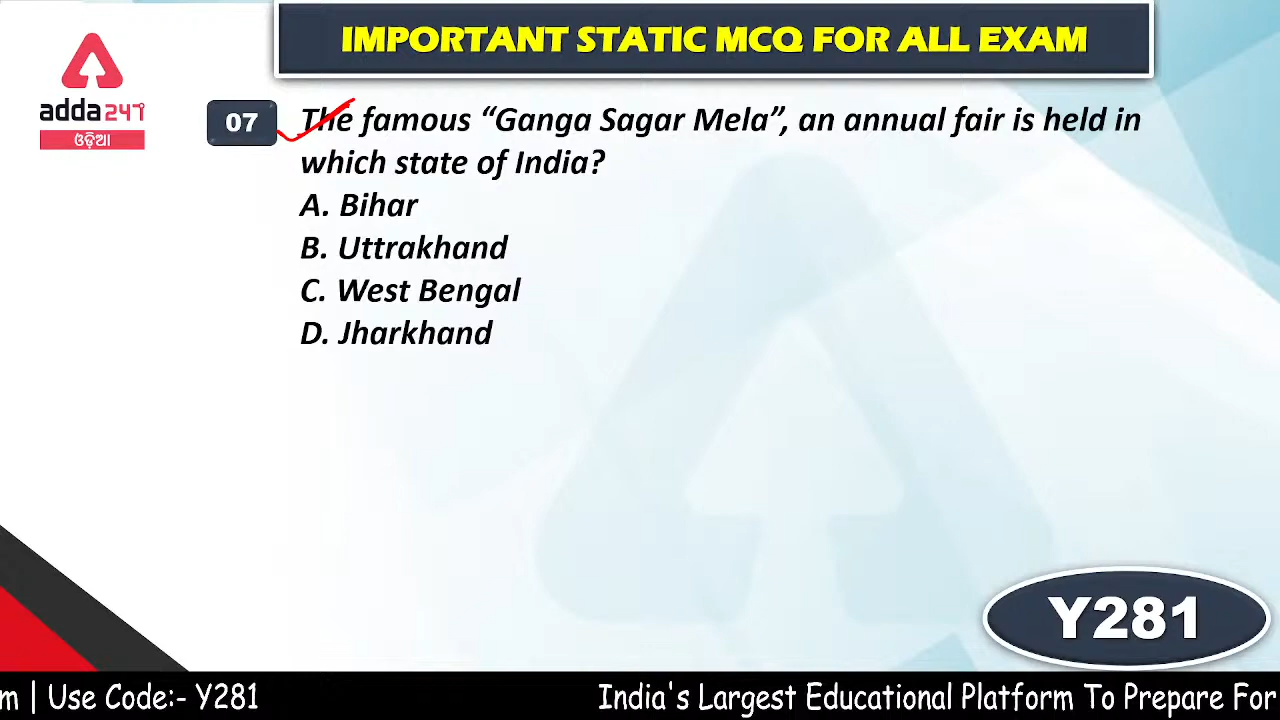 IMPORTANT STATIC MCQ FOR ALL EXAM
adda247
ଓଡ଼ିଆ
07
The famous “Ganga Sagar Mela”, an annual fair is held in
which state of India?
A. Bihar
B. Uttrakhand
C. West Bengal
D. Jharkhand
Y281
m | Use Code:- Y281
India's Largest Educational Platform To Prepare For